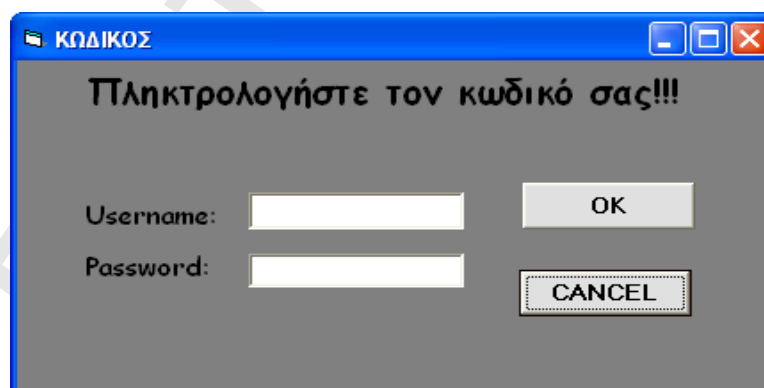 ΚΩΔΙΚΟΣ
Πληκτρολογήστε τον κωδικό σας!!!
Username:
OK
Password:
CANCEL